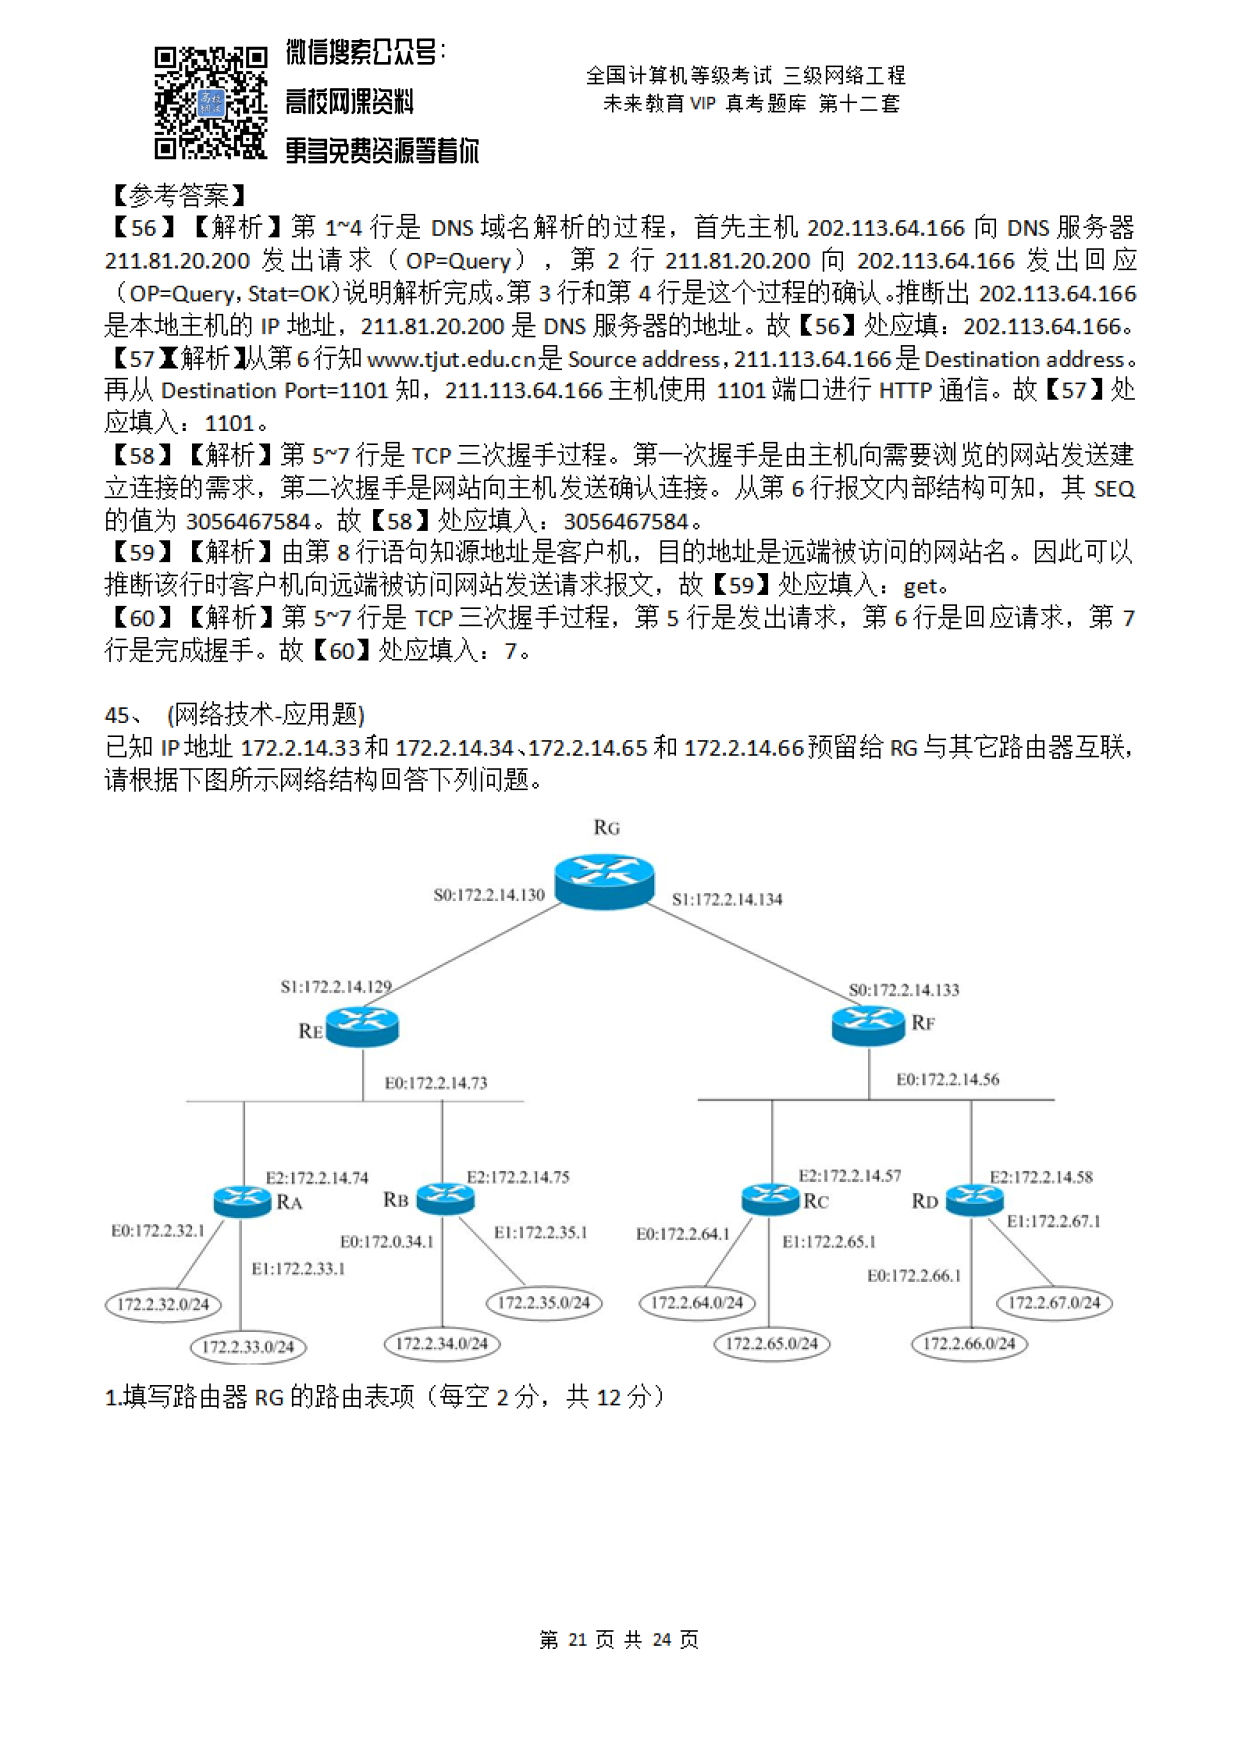 微信搜索公众号：
高校网课资料
更多免费资源等着你
全国计算机等级考试 三级网络工程
未来教育 VIP 真考题库 第十二套
【参考答案】
【56】【解析】第 1~4 行是 DNS 域名解析的过程，首先主机 202.113.64.166 向 DNS 服务器
211.81.20.200 发出请求（OP=Query），第 2 行 211.81.20.200 向 202.113.64.166 发出回应
（OP=Query，Stat=OK）说明解析完成。第 3 行和第 4 行是这个过程的确认。推断出 202.113.64.166
是本地主机的 IP 地址，211.81.20.200 是 DNS 服务器的地址。故【56】处应填：202.113.64.166。
【57】【解析】从第 6 行知 www.tjut.edu.cn 是 Source address，211.113.64.166 是 Destination address。
再从 Destination Port=1101 知，211.113.64.166 主机使用 1101 端口进行 HTTP 通信。故【57】处
应填入：1101。
【58】【解析】第 5~7 行是 TCP 三次握手过程。第一次握手是由主机向需要浏览的网站发送建
立连接的需求，第二次握手是网站向主机发送确认连接。从第 6 行报文内部结构可知，其 SEQ
的值为 3056467584。故【58】处应填入：3056467584。
【59】【解析】由第 8 行语句知源地址是客户机，目的地址是远端被访问的网站名。因此可以
推断该行时客户机向远端被访问网站发送请求报文，故【59】处应填入：get。
【60】【解析】第 5~7 行是 TCP 三次握手过程，第 5 行是发出请求，第 6 行是回应请求，第 7
行是完成握手。故【60】处应填入：7。
45、 (网络技术-应用题)
已知 IP 地址 172.2.14.33 和 172.2.14.34、172.2.14.65 和 172.2.14.66 预留给 RG 与其它路由器互联，
请根据下图所示网络结构回答下列问题。
RG
S0:172.2.14.130
S1:172.2.14.134
S1:172.2.14.129
S0:172.2.14.133
RE
RF
E0:172.2.14.73
E0:172.2.14.56
E2:172.2.14.74
E2:172.2.14.75
E2:172.2.14.57
E2:172.2.14.58
RA
RB
RC
RD
E0:172.2.32.1
E0:172.0.34.1
E1:172.2.35.1
E0:172.2.64.1
E1:172.2.65.1
E1:172.2.67.1
E1:172.2.33.1
E0:172.2.66.1
172.2.32.0/24
172.2.35.0/24
172.2.64.0/24
172.2.67.0/24
172.2.33.0/24
172.2.34.0/24
172.2.65.0/24
172.2.66.0/24
1.填写路由器 RG 的路由表项（每空 2 分，共 12 分）
第 21 页 共 24 页